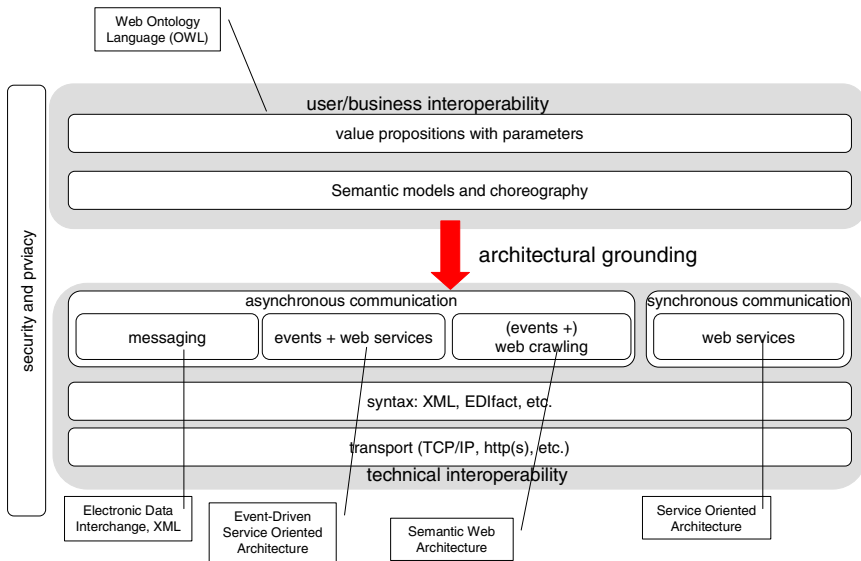 Web Ontology
Language (OWL)
user/business interoperability
value propositions with parameters
Semantic models and choreography
security and prviacy
architectural grounding
asynchronous communication
synchronous communication
messaging
events + web services
(events +)
web crawling
web services
syntax: XML, EDIfact, etc.
transport (TCP/IP, http(s), etc.)
technical interoperability
Electronic Data
Interchange, XML
Event-Driven
Service Oriented
Architecture
Semantic Web
Architecture
Service Oriented
Architecture